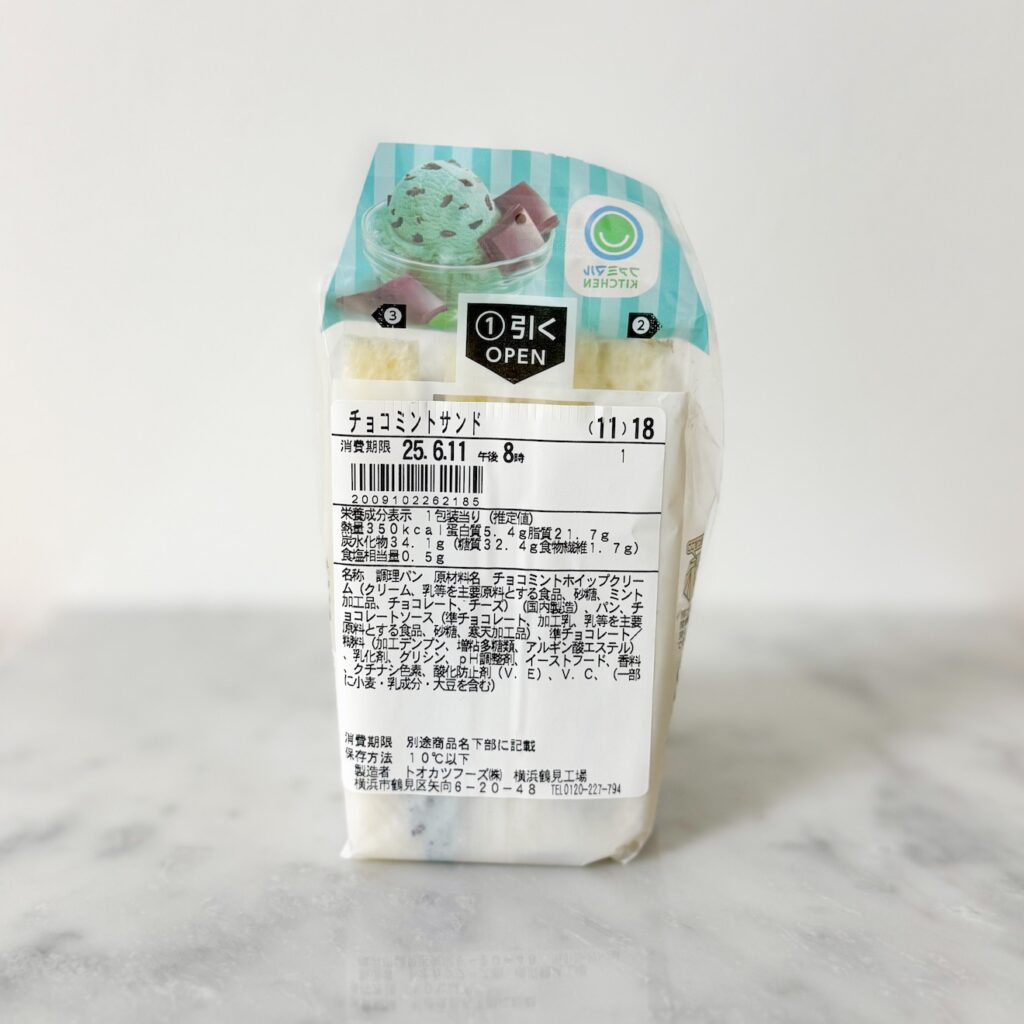 ファミマル
KITCHEN
③
①引く
OPEN
②
チョコミントサンド (11)18
消費期限 25.6.11 午後8時 1
2009102262185
栄養成分表示 1包装当り(推定値)
熱量350kcal蛋白質5.4g脂質21.7g
炭水化物34.1g(糖質32.4g食物繊維1.7g)
食塩相当量0.5g
名称 調理パン 原材料名 チョコミントホイップクリー
ム(クリーム、乳等を主要原料とする食品、砂糖、ミント
加工品、チョコレート、チーズ)(国内製造)、パン、チ
ョコレートソース(準チョコレート、加工乳、乳等を主要
原料とする食品、砂糖、寒天加工品)、準チョコレート/
糊料(加工デンプン、増粘多糖類、アルギン酸エステル)
、乳化剤、グリシン、pH調整剤、イーストフード、香料
、クチナシ色素、酸化防止剤(V.E)、V.C、(一部
に小麦・乳成分・大豆を含む)
消費期限 別途商品名下部に記載
保存方法 10℃以下
製造者 トオカツフーズ㈱ 横浜鶴見工場
横浜市鶴見区矢向6-20-48 TEL0120-227-794